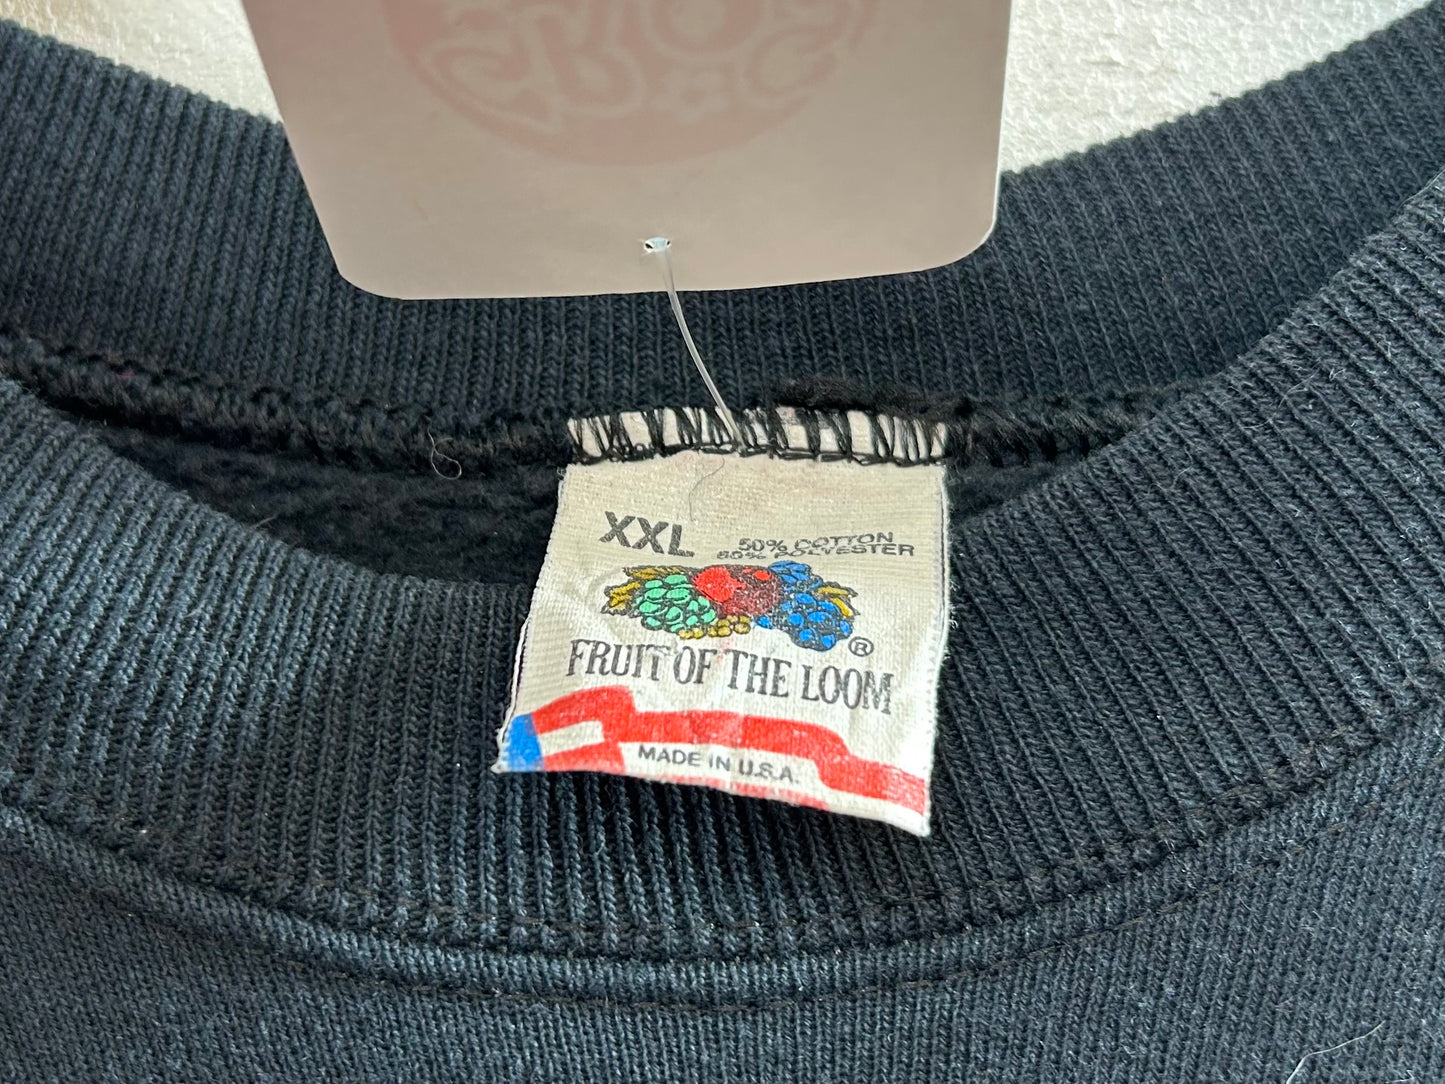 XXL
50% COTTON
50% POLYESTER
®
FRUIT OF THE LOOM
MADE IN U.S.A.